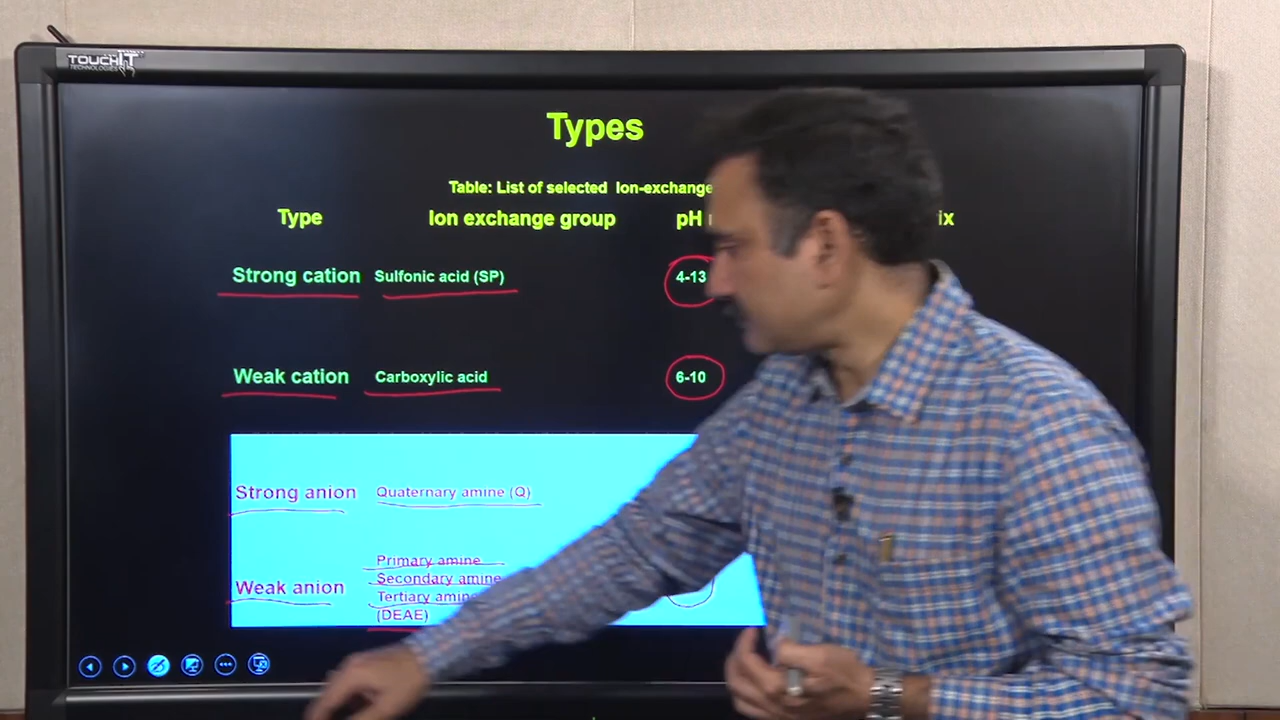 TOUCHIT
TECHNOLOGIES
Types
Table: List of selected Ion-exchange
Type Ion exchange group pH
Strong cation Sulfonic acid (SP) 4-13
Weak cation Carboxylic acid 6-10
Strong anion Quaternary amine (Q)
Primary amine
Secondary amine
Weak anion Tertiary amine
(DEAE)